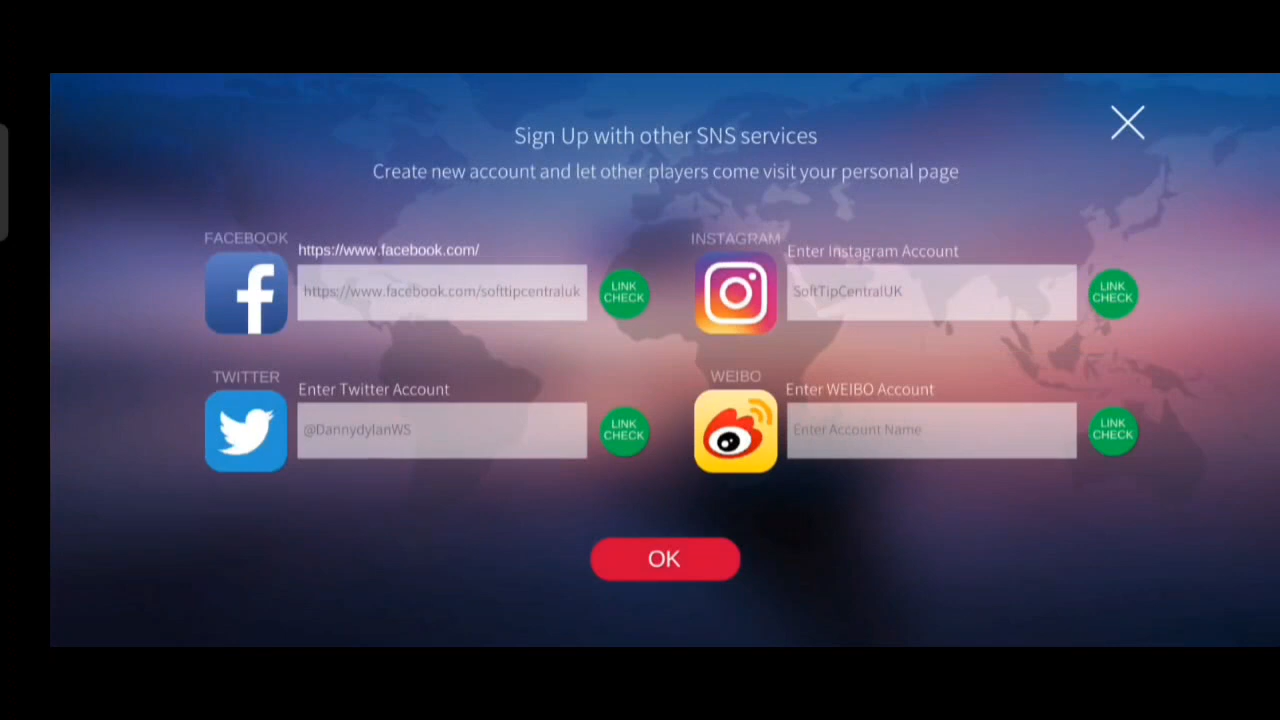 Sign Up with other SNS services
Create new account and let other players come visit your personal page
FACEBOOK
https://www.facebook.com/
https://www.facebook.com/softtipcentraluk
LINK
CHECK
INSTAGRAM
Enter Instagram Account
SoftTipCentralUK
LINK
CHECK
TWITTER
Enter Twitter Account
@DannydylanWS
LINK
CHECK
WEIBO
Enter WEIBO Account
Enter Account Name
LINK
CHECK
OK